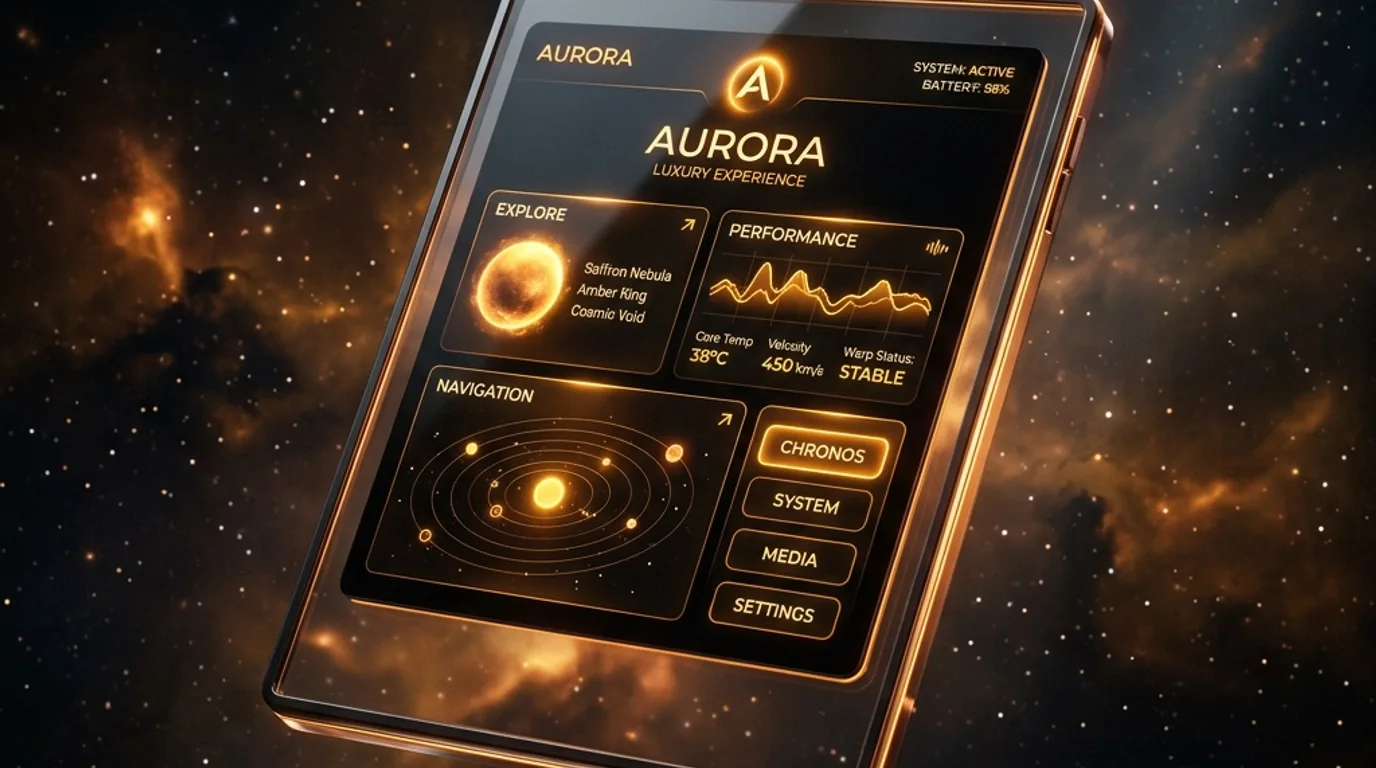 AURORA
A
SYSTEM: ACTIVE
BATTERY: 98%
AURORA
LUXURY EXPERIENCE
EXPLORE
Saffron Nebula
Amber King
Cosmic Void
PERFORMANCE
Core Temp
38°C
Velocity
450 km/s
Warp Status:
STABLE
NAVIGATION
CHRONOS
SYSTEM
MEDIA
SETTINGS